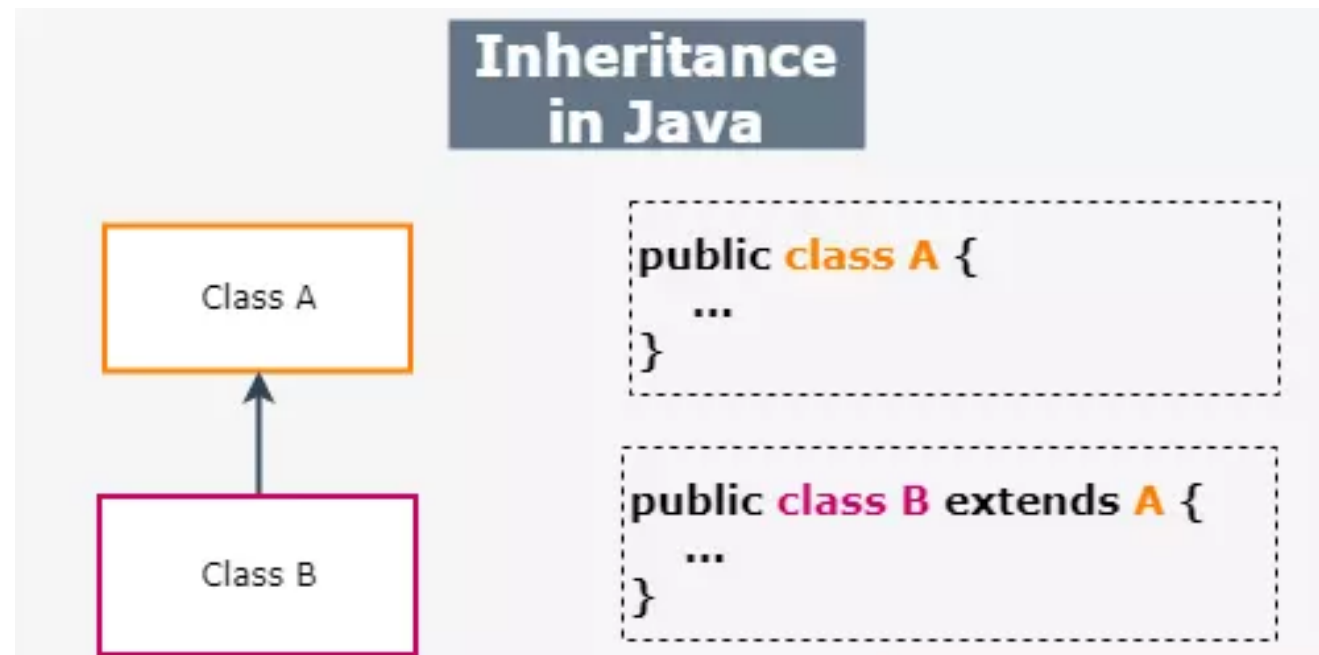 Inheritance
in Java
Class A
public class A {
...
}
Class B
public class B extends A {
...
}